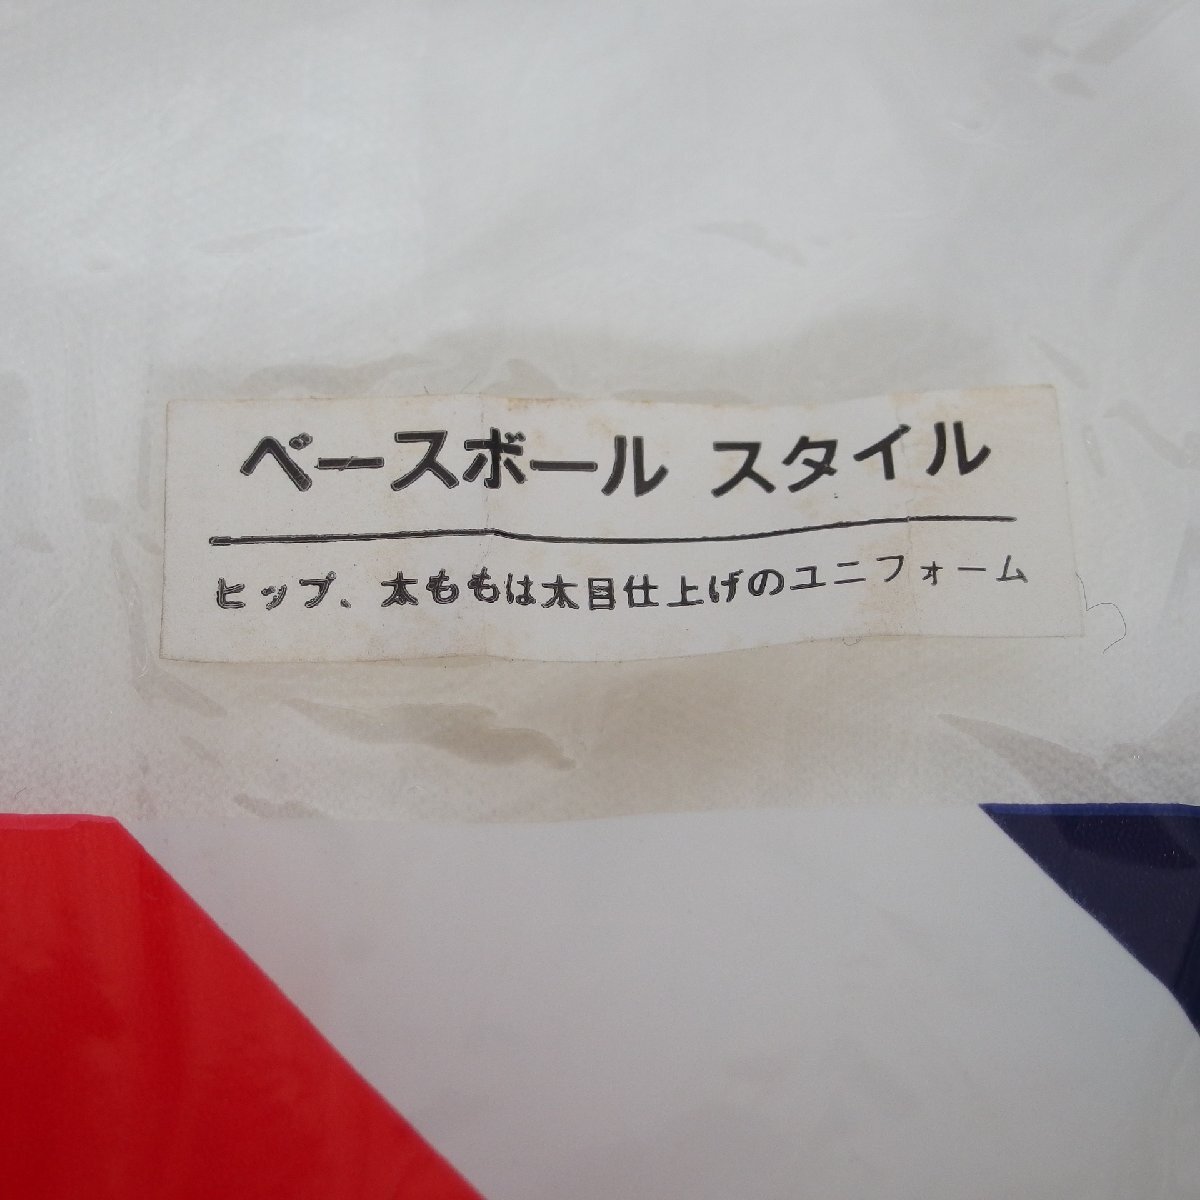 ベースボール スタイル
ヒップ、太ももは木目仕上げのユニフォーム